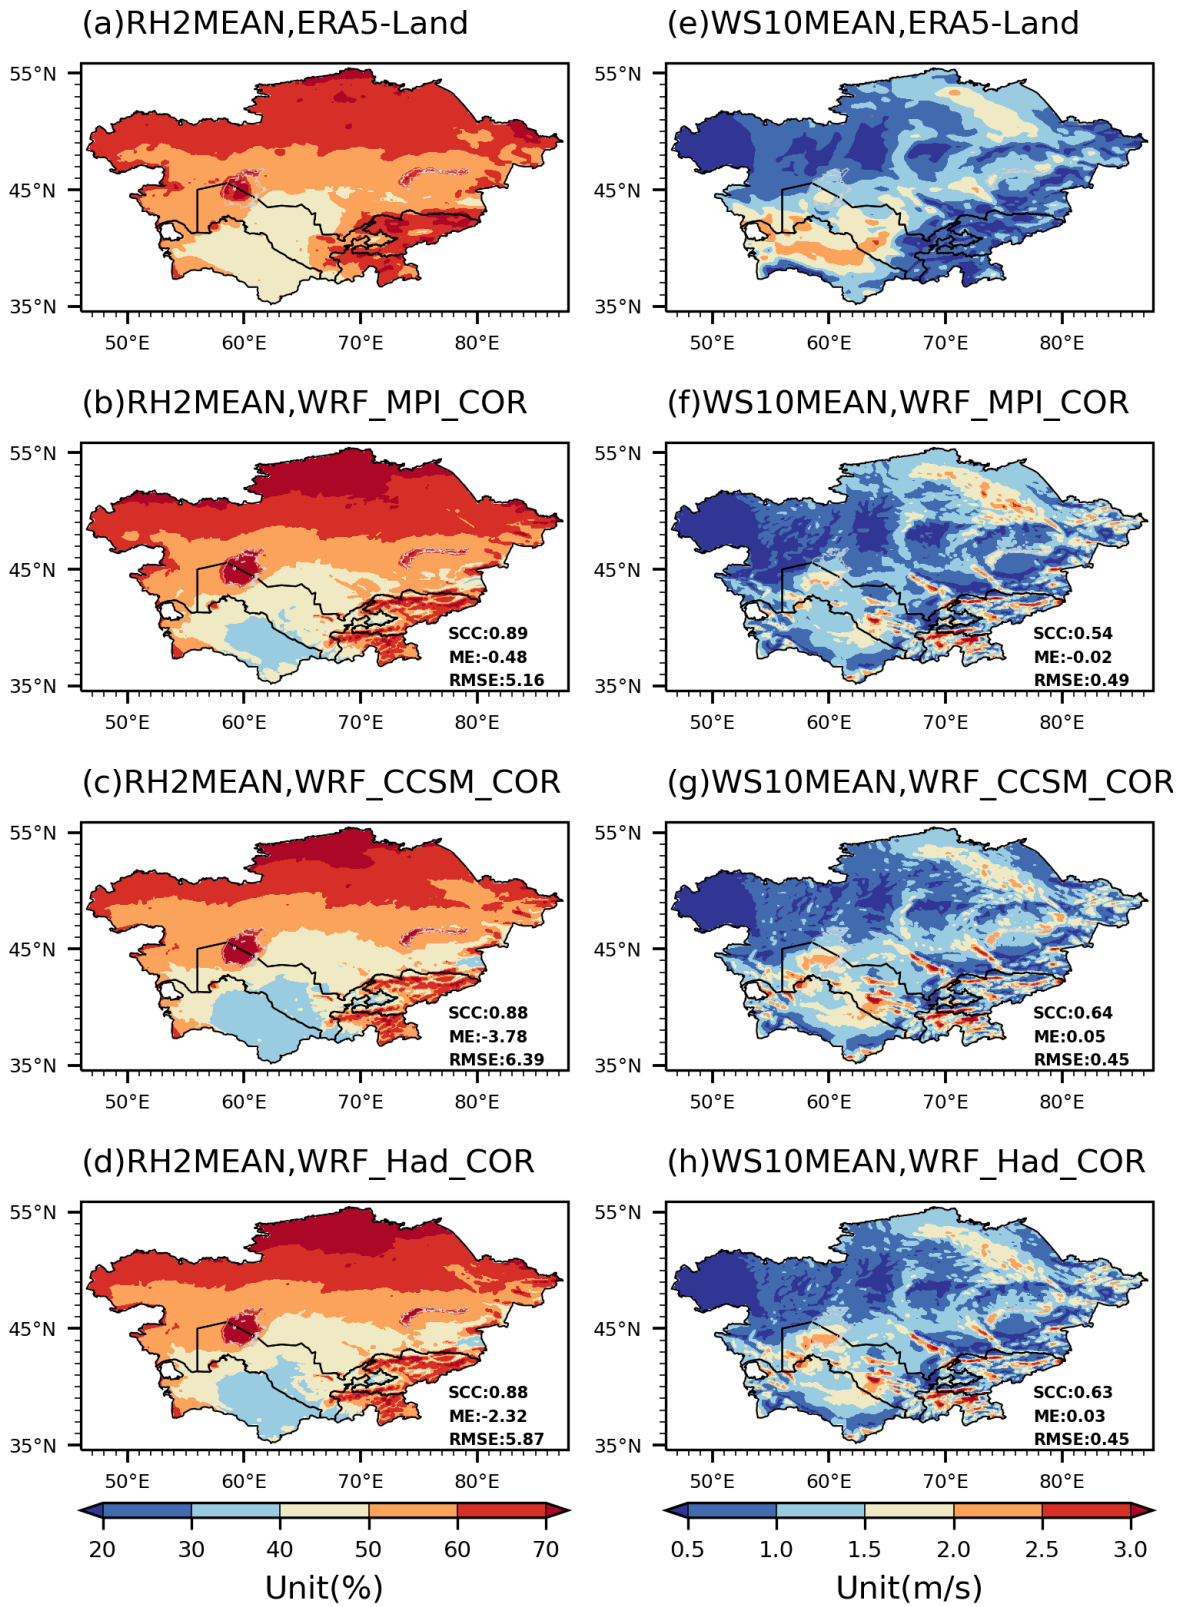 (a)RH2MEAN,ERA5-Land
55°N
45°N
35°N
50°E 60°E 70°E 80°E
(e)WS10MEAN,ERA5-Land
55°N
45°N
35°N
50°E 60°E 70°E 80°E
(b)RH2MEAN,WRF_MPI_COR
55°N
45°N
35°N
SCC:0.89
ME:-0.48
RMSE:5.16
50°E 60°E 70°E 80°E
(f)WS10MEAN,WRF_MPI_COR
55°N
45°N
35°N
SCC:0.54
ME:-0.02
RMSE:0.49
50°E 60°E 70°E 80°E
(c)RH2MEAN,WRF_CCSM_COR
55°N
45°N
35°N
SCC:0.88
ME:-3.78
RMSE:6.39
50°E 60°E 70°E 80°E
(g)WS10MEAN,WRF_CCSM_COR
55°N
45°N
35°N
SCC:0.64
ME:0.05
RMSE:0.45
50°E 60°E 70°E 80°E
(d)RH2MEAN,WRF_Had_COR
55°N
45°N
35°N
SCC:0.88
ME:-2.32
RMSE:5.87
50°E 60°E 70°E 80°E
(h)WS10MEAN,WRF_Had_COR
55°N
45°N
35°N
SCC:0.63
ME:0.03
RMSE:0.45
50°E 60°E 70°E 80°E
20 30 40 50 60 70
Unit(%)
0.5 1.0 1.5 2.0 2.5 3.0
Unit(m/s)